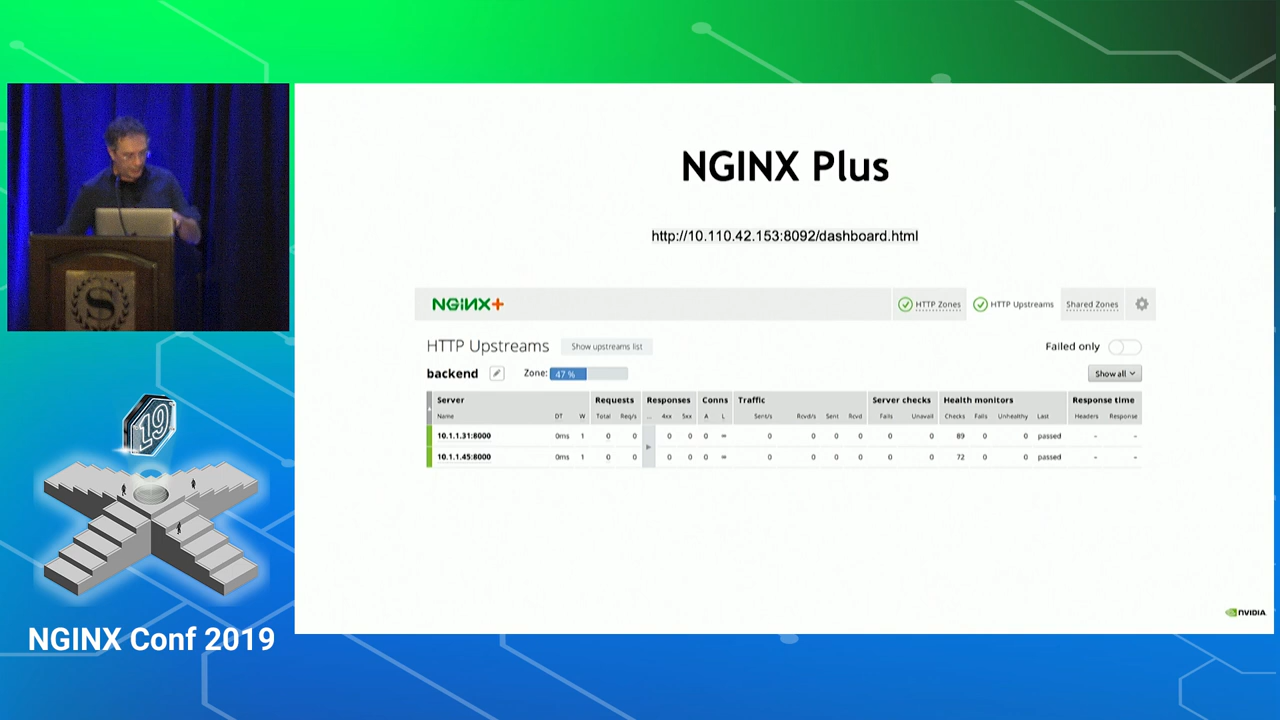 NGINX Plus
http://10.110.42.153:8092/dashboard.html
NGINX+
HTTP Zones
HTTP Upstreams
Shared Zones
HTTP Upstreams
Show upstreams list
Failed only
backend
Zone: 47 %
Show all
Server Requests Responses Conns Traffic Server checks Health monitors Response time
Name DT W Total Req/s ... 4xx 5xx A L Sent/s Rcvd/s Sent Rcvd Fails Unavail Checks Fails Unhealthy Last Headers Response
10.1.1.31:8000 0ms 1 0 0 0 0 0 ∞ 0 0 0 0 0 0 89 0 0 passed - -
10.1.1.45:8000 0ms 1 0 0 0 0 0 ∞ 0 0 0 0 0 0 72 0 0 passed - -
NVIDIA
S
19
NGINX Conf 2019